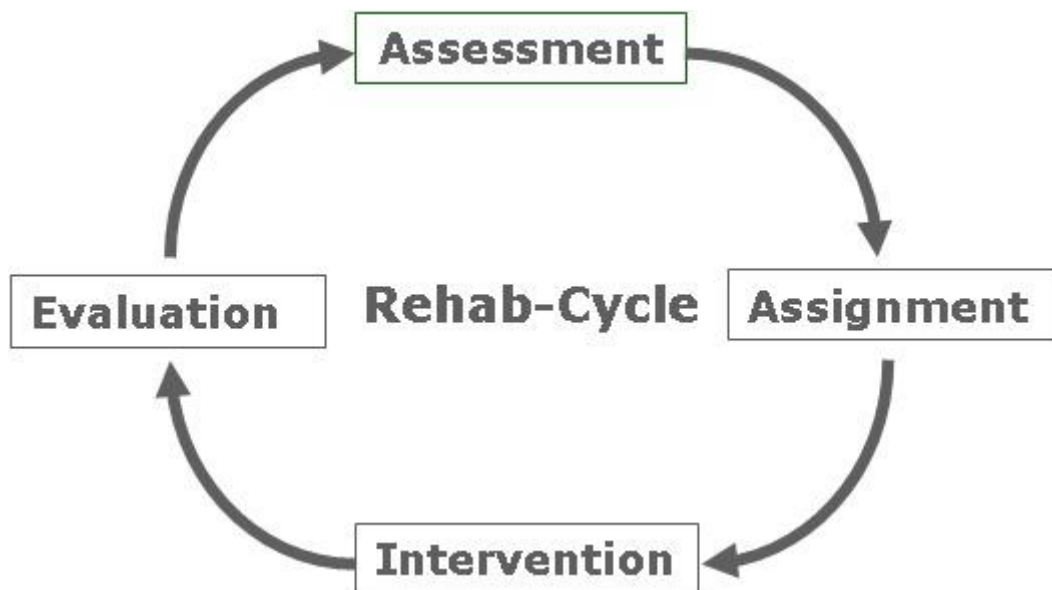 Assessment
Evaluation
Rehab-Cycle
Assignment
Intervention